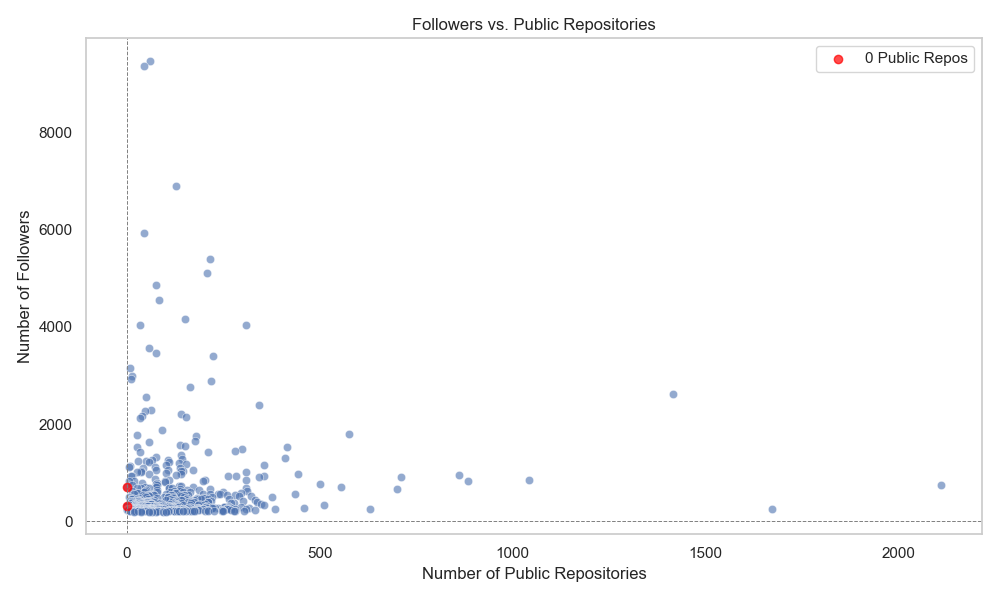 Followers vs. Public Repositories
0 Public Repos
Number of Followers
8000
6000
4000
2000
0
0 500 1000 1500 2000
Number of Public Repositories